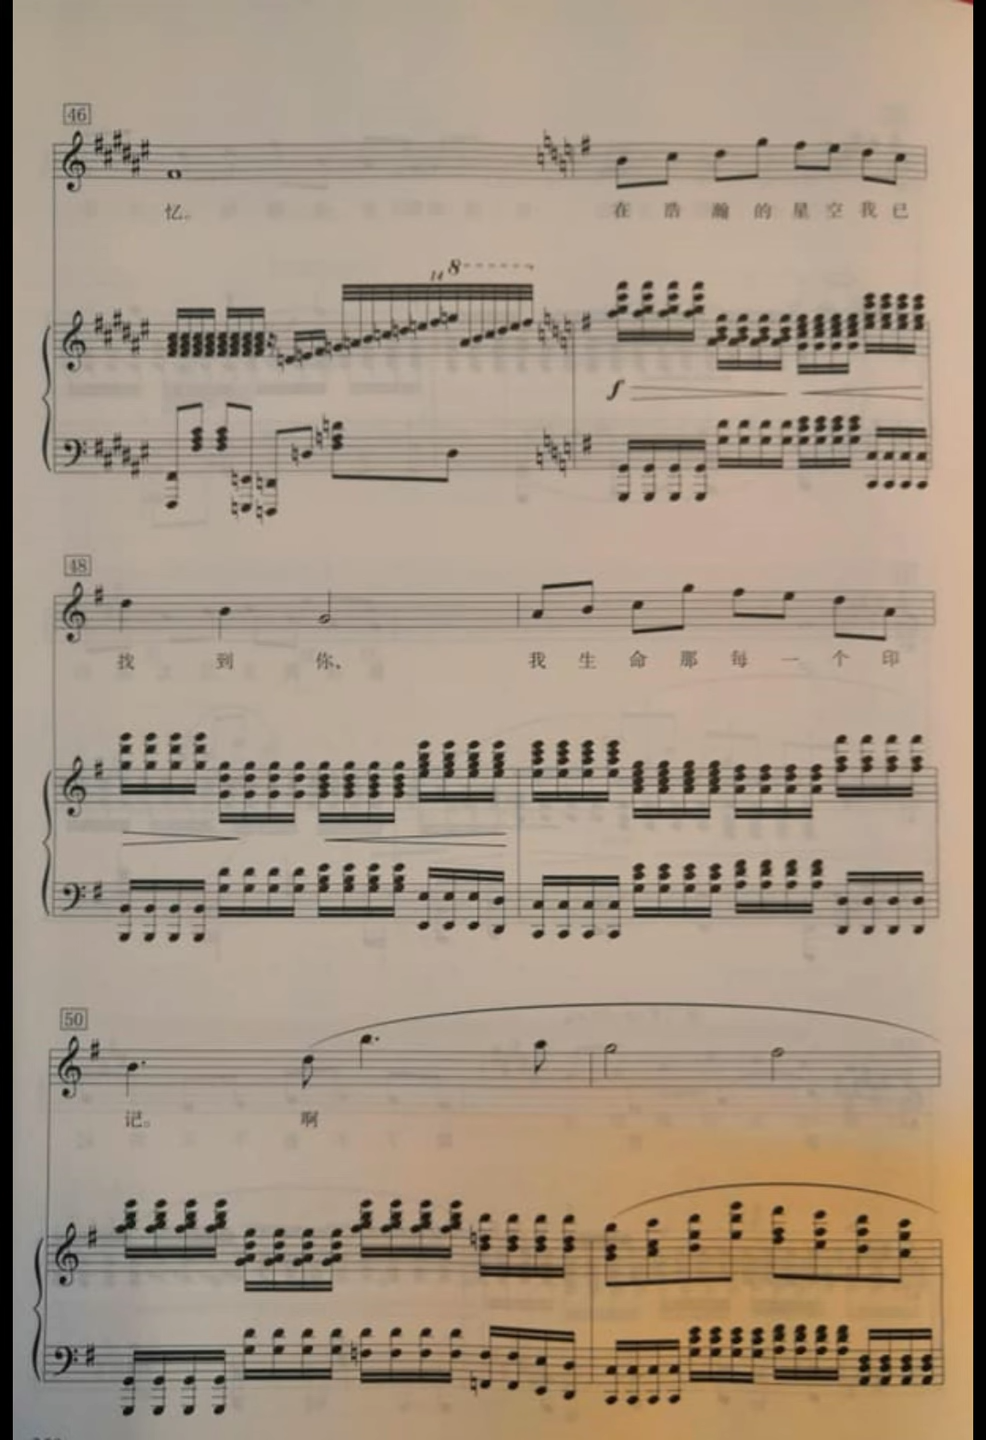 46
忆。 在 浩 瀚 的 星 空 我 已
14 8
f
48
找 到 你、 我 生 命 那 每 一 个 印
50
记。 啊